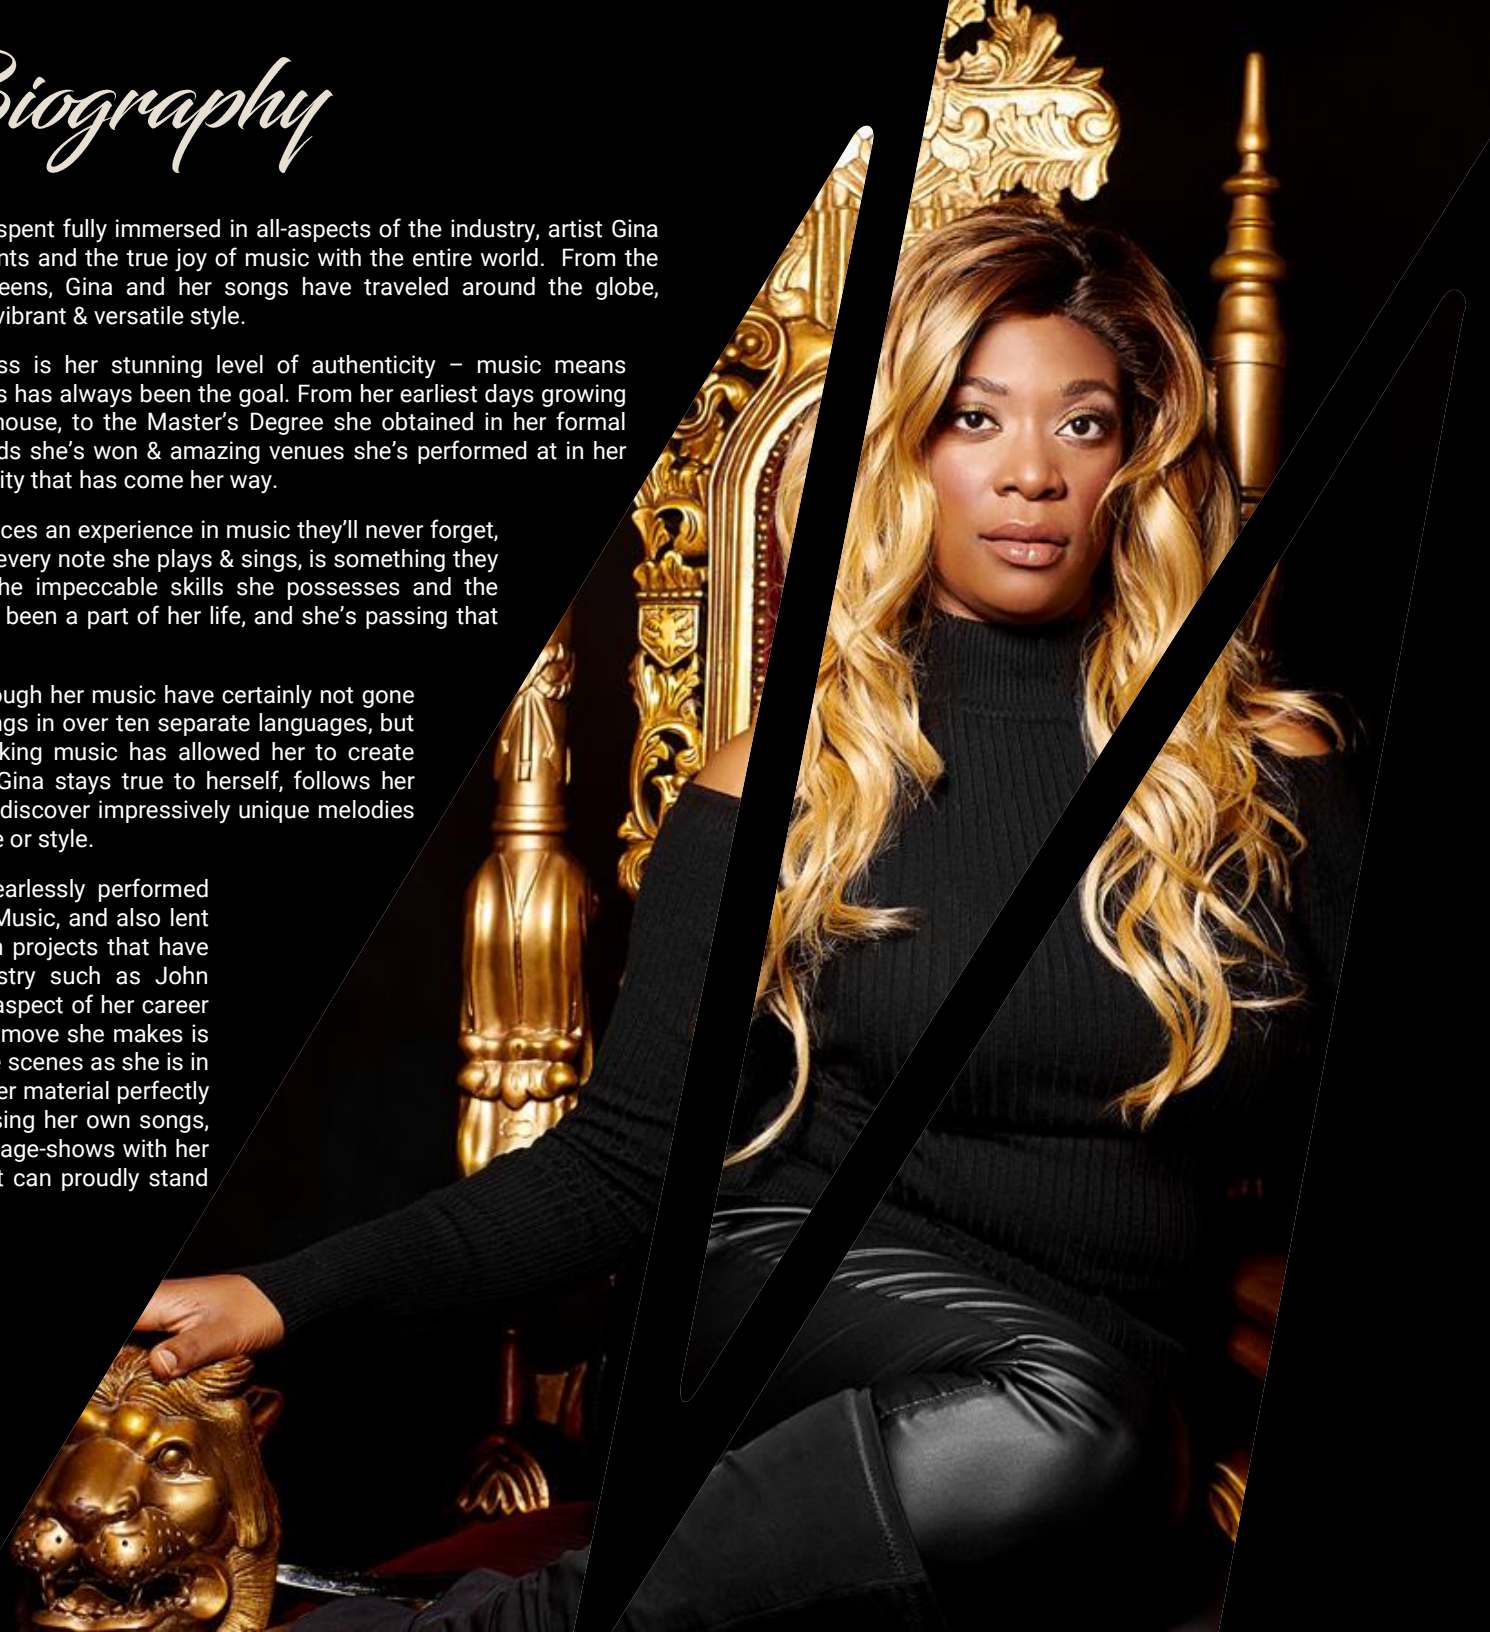 Biography
spent fully immersed in all-aspects of the industry, artist Gina
nts and the true joy of music with the entire world. From the
eens, Gina and her songs have traveled around the globe,
vibrant & versatile style.
ss is her stunning level of authenticity – music means
s has always been the goal. From her earliest days growing
house, to the Master’s Degree she obtained in her formal
ds she’s won & amazing venues she’s performed at in her
ity that has come her way.
ces an experience in music they’ll never forget,
every note she plays & sings, is something they
he impeccable skills she possesses and the
been a part of her life, and she’s passing that
ough her music have certainly not gone
ngs in over ten separate languages, but
king music has allowed her to create
Gina stays true to herself, follows her
discover impressively unique melodies
e or style.
earlessly performed
Music, and also lent
n projects that have
stry such as John
aspect of her career
move she makes is
e scenes as she is in
er material perfectly
sing her own songs,
age-shows with her
t can proudly stand